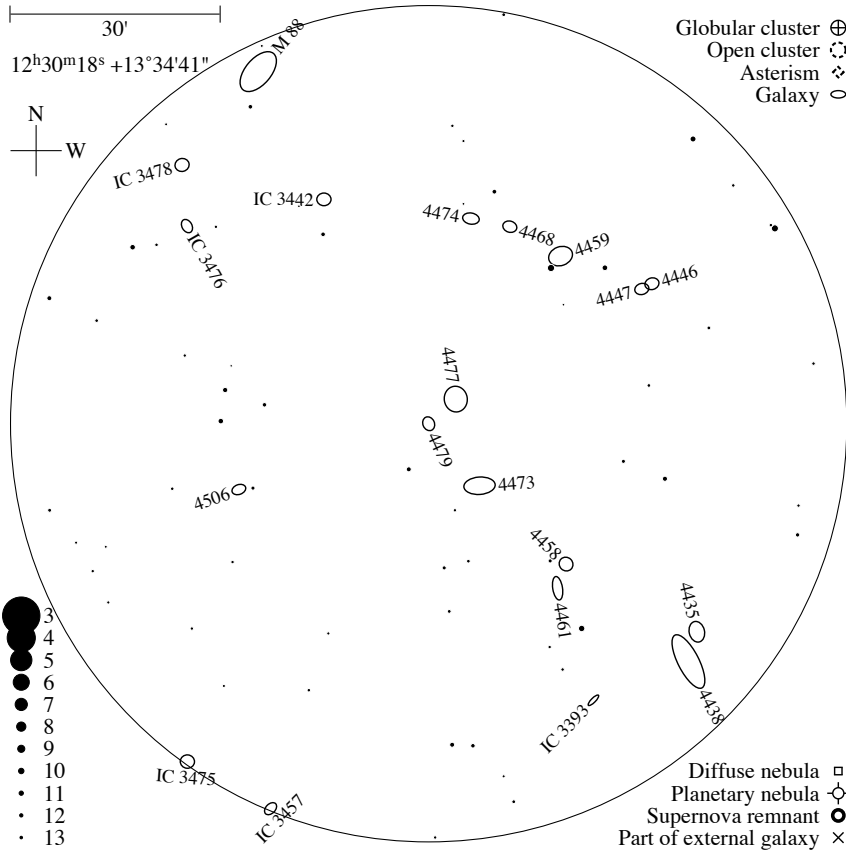 30'
12h30m18s +13°34'41"
N
W
Globular cluster
Open cluster
Asterism
Galaxy
M 88
IC 3478
IC 3442
IC 3476
4474
4468
4459
4447
4446
4477
4479
4473
4506
4458
4461
4435
4438
IC 3393
IC 3475
IC 3457
3
4
5
6
7
8
9
10
11
12
13
Diffuse nebula
Planetary nebula
Supernova remnant
Part of external galaxy